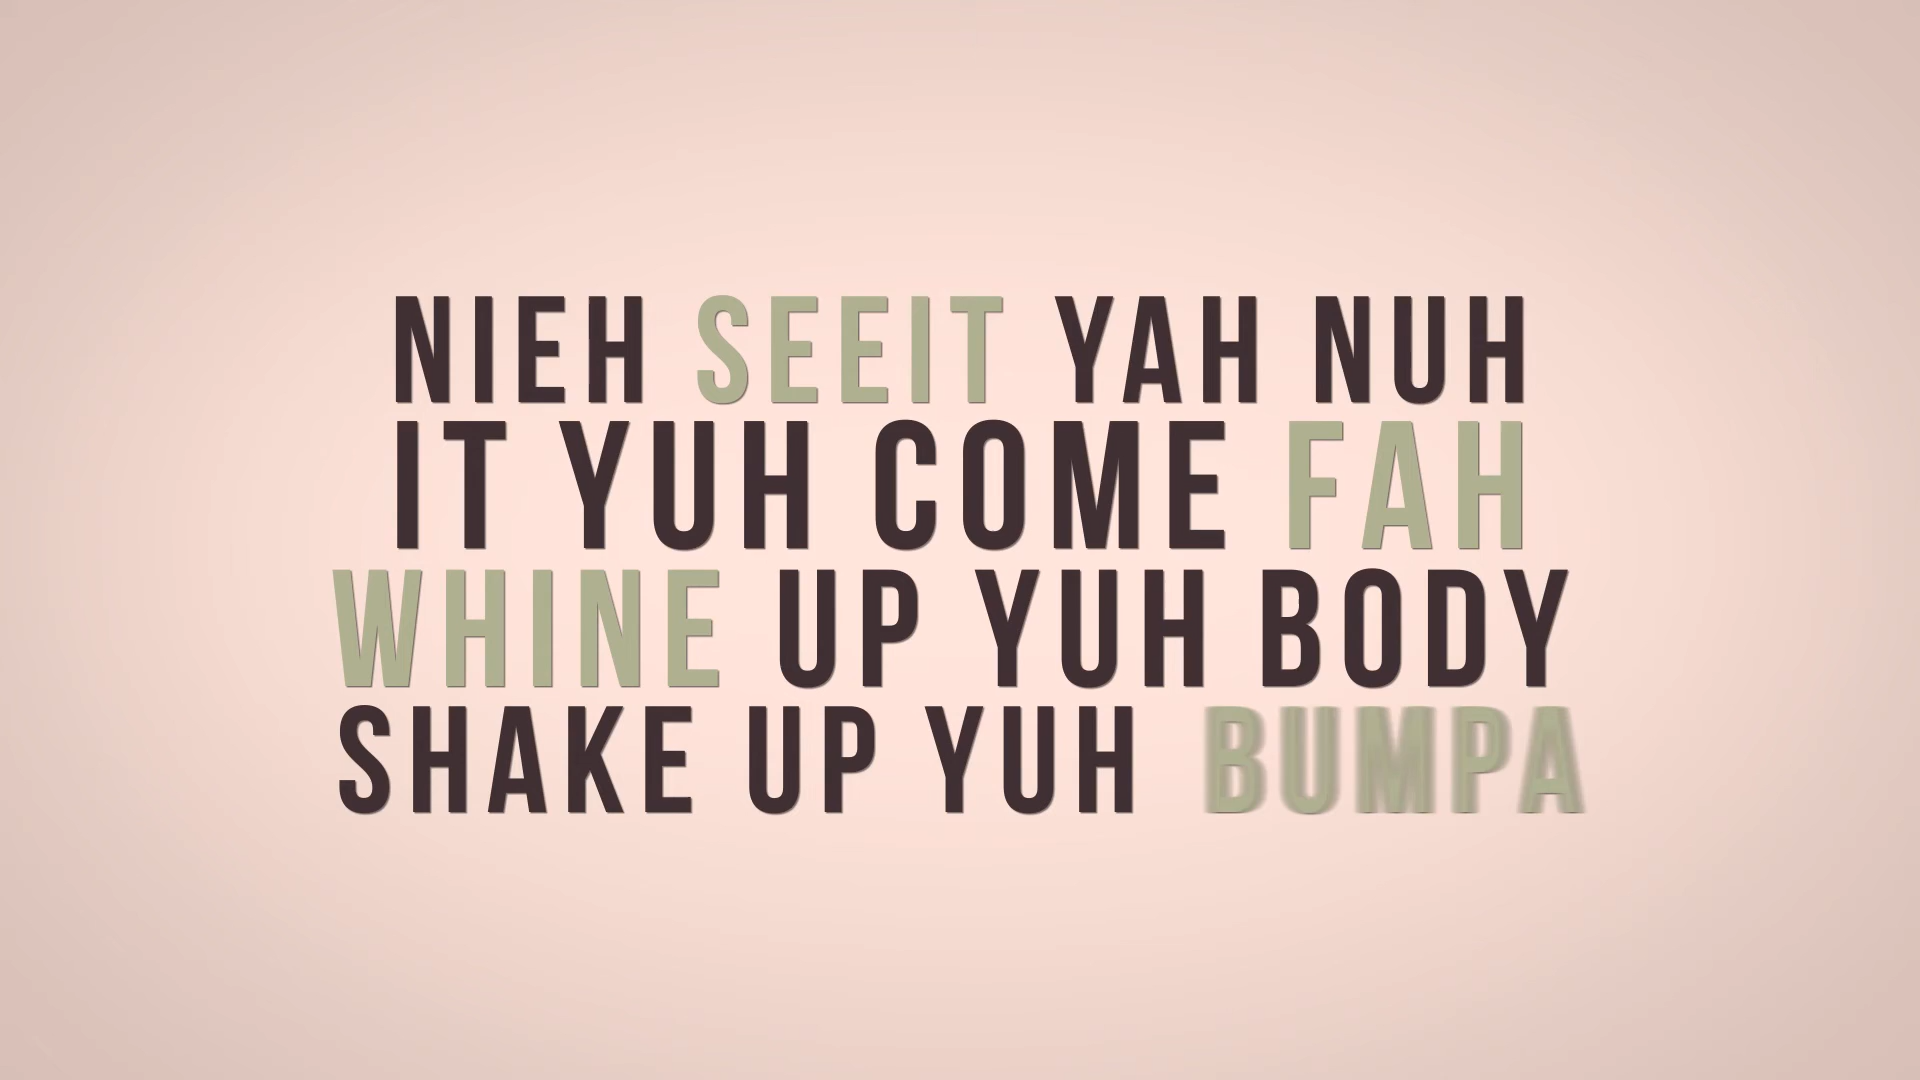 NIEH SEEIT YAH NUH
IT YUH COME FAH
WHINE UP YUH BODY
SHAKE UP YUH BUMPA